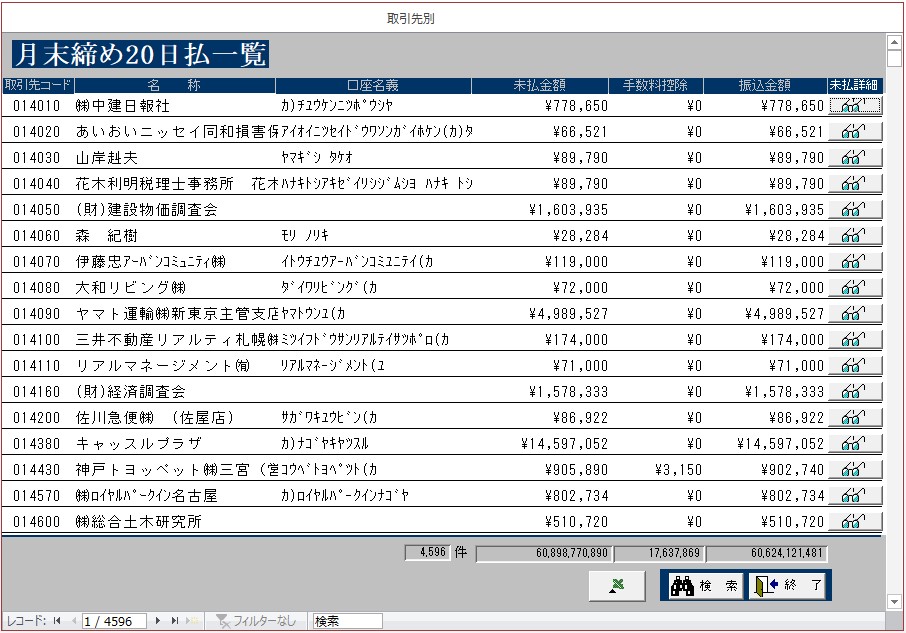 取引先別
月末締め20日払一覧
取引先コード 名　　称 口座名義 未払金額 手数料控除 振込金額 未払詳細
014010 ㈱中建日報社 ｶ)ﾁﾕｳｹﾝﾆﾂﾎﾟｳｼﾔ ¥778,650 ¥0 ¥778,650
014020 あいおいニッセイ同和損害保 ｱｲｵｲﾆﾂｾｲﾄﾞｳﾜｿﾝｶﾞｲﾎｹﾝ(ｶ)ﾀ ¥66,521 ¥0 ¥66,521
014030 山岸赳夫 ﾔﾏｷﾞｼ ﾀｹｵ ¥89,790 ¥0 ¥89,790
014040 花木利明税理士事務所　花木 ﾊﾅｷﾄｼｱｷｾﾞｲﾘｼｼﾞﾑｼﾖ ﾊﾅｷ ﾄｼ ¥89,790 ¥0 ¥89,790
014050 (財)建設物価調査会 ¥1,603,935 ¥0 ¥1,603,935
014060 森　紀樹 ﾓﾘ ﾉﾘｷ ¥28,284 ¥0 ¥28,284
014070 伊藤忠ｱｰﾊﾞﾝｺﾐｭﾆﾃｨ㈱ ｲﾄｳﾁﾕｳｱｰﾊﾞﾝｺﾐﾕﾆﾃｲ(ｶ ¥119,000 ¥0 ¥119,000
014080 大和リビング㈱ ﾀﾞｲﾜﾘﾋﾞﾝｸﾞ(ｶ ¥72,000 ¥0 ¥72,000
014090 ヤマト運輸㈱新東京主管支店 ﾔﾏﾄｳﾝﾕ(ｶ ¥4,989,527 ¥0 ¥4,989,527
014100 三井不動産リアルティ札幌㈱ ﾐﾂｲﾌﾄﾞｳｻﾝﾘｱﾙﾃｲｻﾂﾎﾟﾛ(ｶ ¥174,000 ¥0 ¥174,000
014110 リアルマネージメント㈲ ﾘｱﾙﾏﾈｰｼﾞﾒﾝﾄ(ﾕ ¥71,000 ¥0 ¥71,000
014160 (財)経済調査会 ¥1,578,333 ¥0 ¥1,578,333
014200 佐川急便㈱　（佐屋店） ｻｶﾞﾜｷﾕｳﾋﾞﾝ(ｶ ¥86,922 ¥0 ¥86,922
014380 キャッスルプラザ ｶ)ﾅｺﾞﾔｷﾔﾂｽﾙ ¥14,597,052 ¥0 ¥14,597,052
014430 神戸トヨッペット㈱三宮（営 ｺｳﾍﾞﾄﾖﾍﾟﾂﾄ(ｶ ¥905,890 ¥3,150 ¥902,740
014570 ㈱ﾛｲﾔﾙﾊﾟｰｸイン名古屋 ｶ)ﾛｲﾔﾙﾊﾟｰｸｲﾝﾅｺﾞﾔ ¥802,734 ¥0 ¥802,734
014600 ㈱総合土木研究所 ¥510,720 ¥0 ¥510,720
4,596 件 60,898,770,890 17,637,869 60,624,121,481
検　索 終　了
レコード: 1 / 4596 フィルターなし 検索